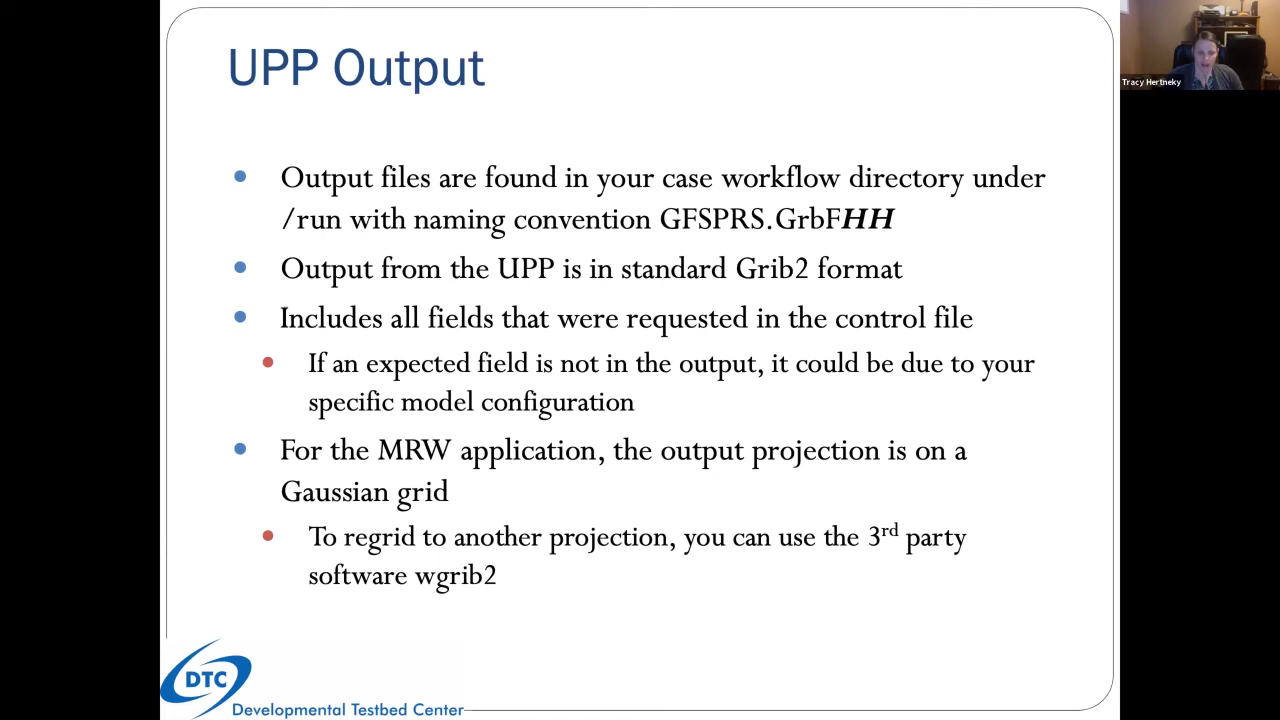 UPP Output
Tracy Hertneky
• Output files are found in your case workflow directory under
/run with naming convention GFSPRS.GrbFHH
• Output from the UPP is in standard Grib2 format
• Includes all fields that were requested in the control file
• If an expected field is not in the output, it could be due to your
specific model configuration
• For the MRW application, the output projection is on a
Gaussian grid
• To regrid to another projection, you can use the 3rd party
software wgrib2
DTC
Developmental Testbed Center